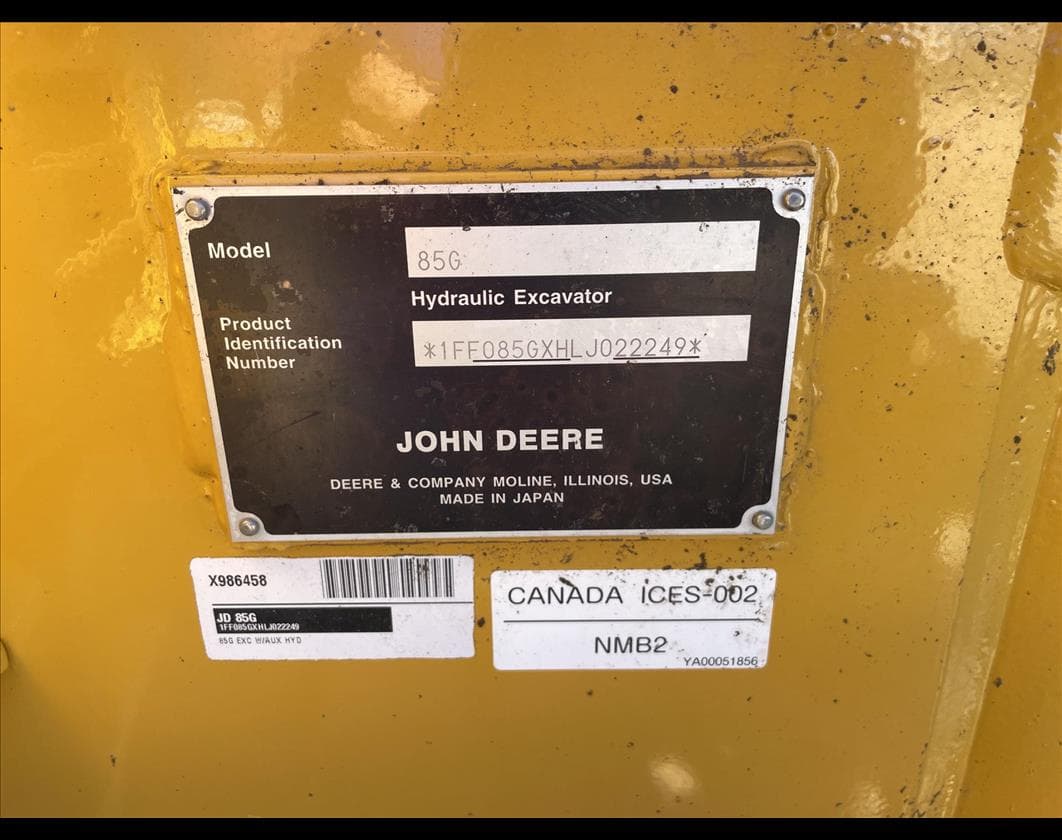 Model
85G
Hydraulic Excavator
Product
Identification
Number
*1FF085GXHLJ022249*
JOHN DEERE
DEERE & COMPANY MOLINE, ILLINOIS, USA
MADE IN JAPAN
X986458
JD 85G
1FF085GXHLJ022249
85G EXC W/AUX HYD
CANADA ICES-002
NMB2
YA00051856